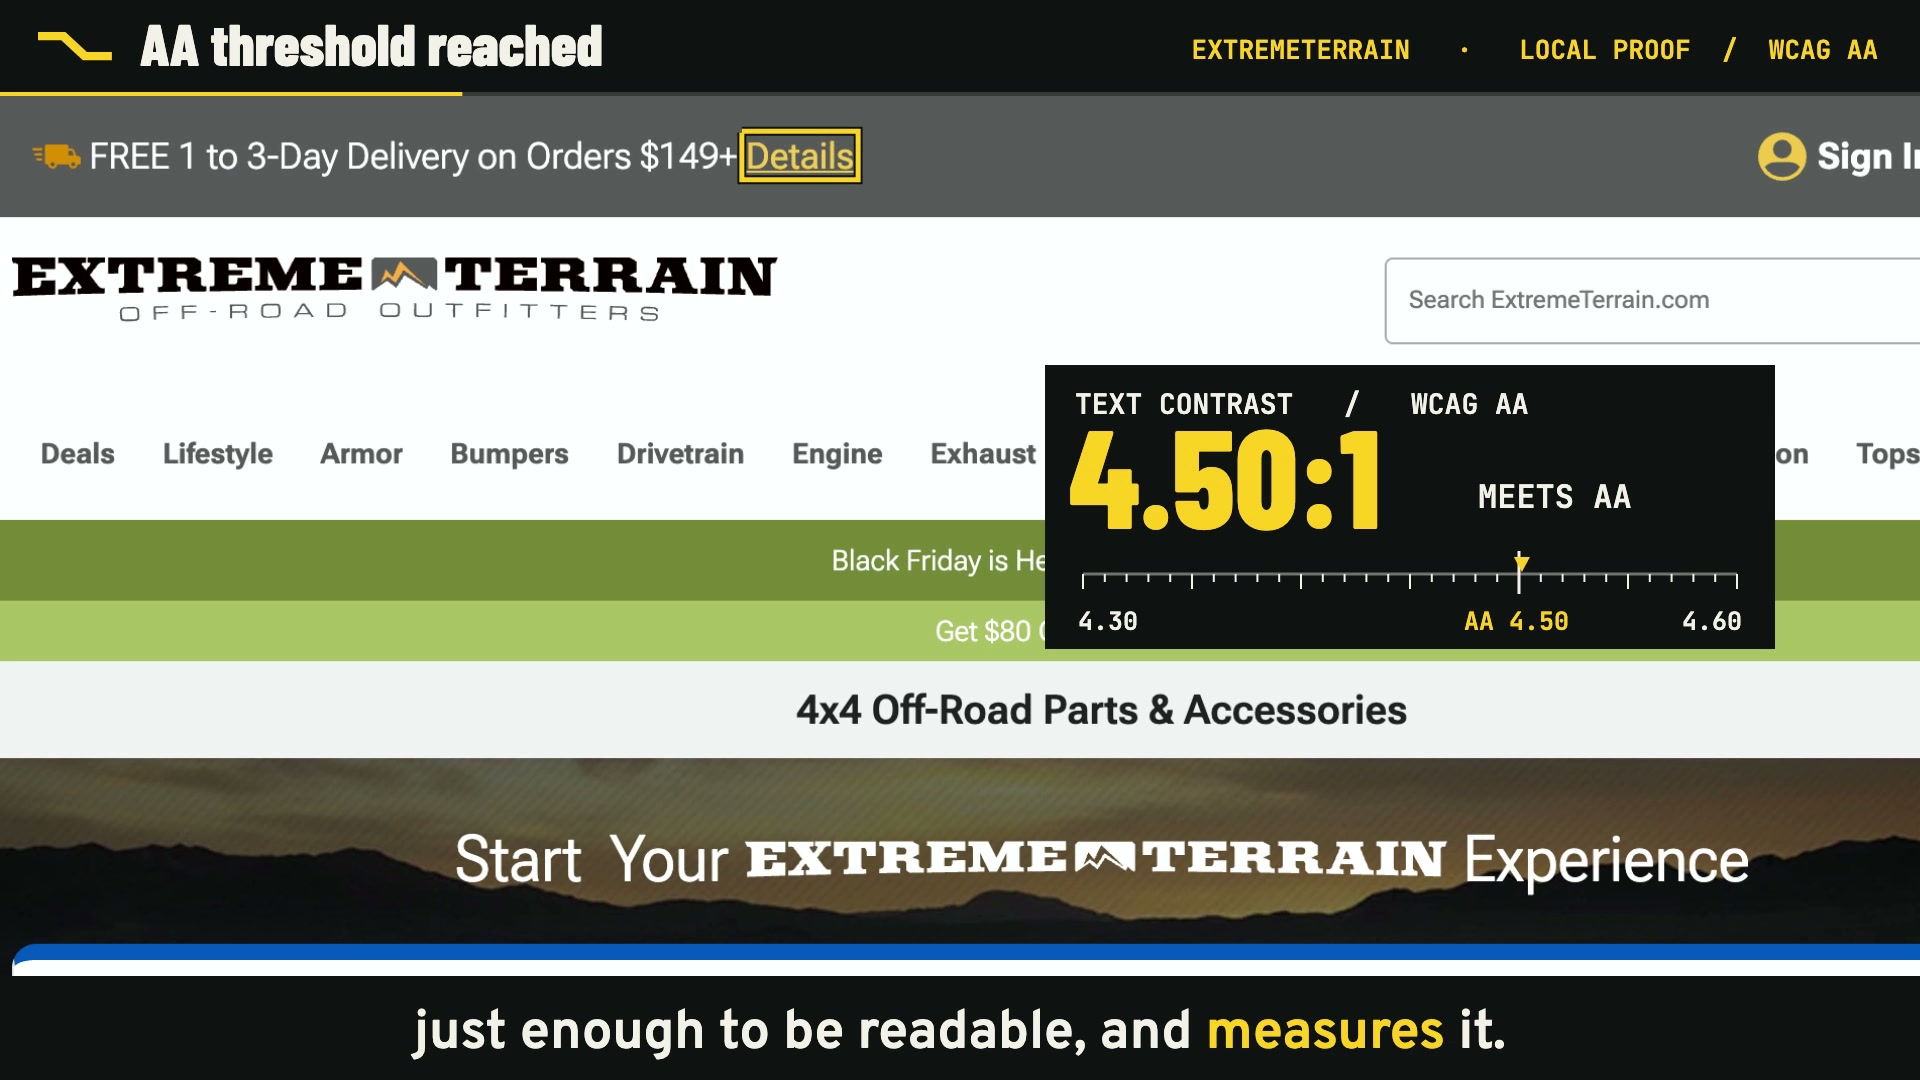 AA threshold reached
EXTREMETERRAIN · LOCAL PROOF / WCAG AA
FREE 1 to 3-Day Delivery on Orders $149+ Details
Sign In
EXTREME TERRAIN
OFF-ROAD OUTFITTERS
Search ExtremeTerrain.com
TEXT CONTRAST / WCAG AA
4.50:1
MEETS AA
4.30 AA 4.50 4.60
Deals Lifestyle Armor Bumpers Drivetrain Engine Exhaust on Tops
Black Friday is He
Get $80
4x4 Off-Road Parts & Accessories
Start Your EXTREME TERRAIN Experience
just enough to be readable, and measures it.